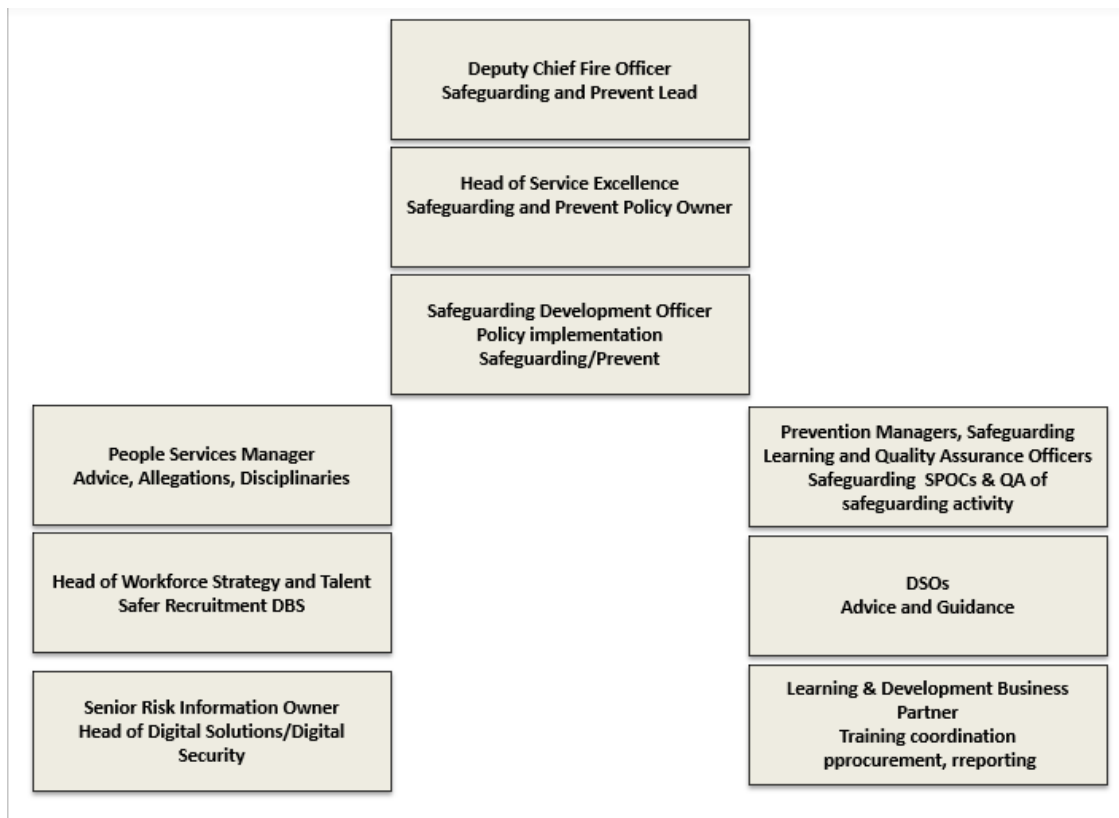 Deputy Chief Fire Officer
Safeguarding and Prevent Lead
Head of Service Excellence
Safeguarding and Prevent Policy Owner
Safeguarding Development Officer
Policy implementation
Safeguarding/Prevent
People Services Manager
Advice, Allegations, Disciplinaries
Head of Workforce Strategy and Talent
Safer Recruitment DBS
Senior Risk Information Owner
Head of Digital Solutions/Digital
Security
Prevention Managers, Safeguarding
Learning and Quality Assurance Officers
Safeguarding SPOCs & QA of
safeguarding activity
DSOs
Advice and Guidance
Learning & Development Business
Partner
Training coordination
pprocurement, rreporting